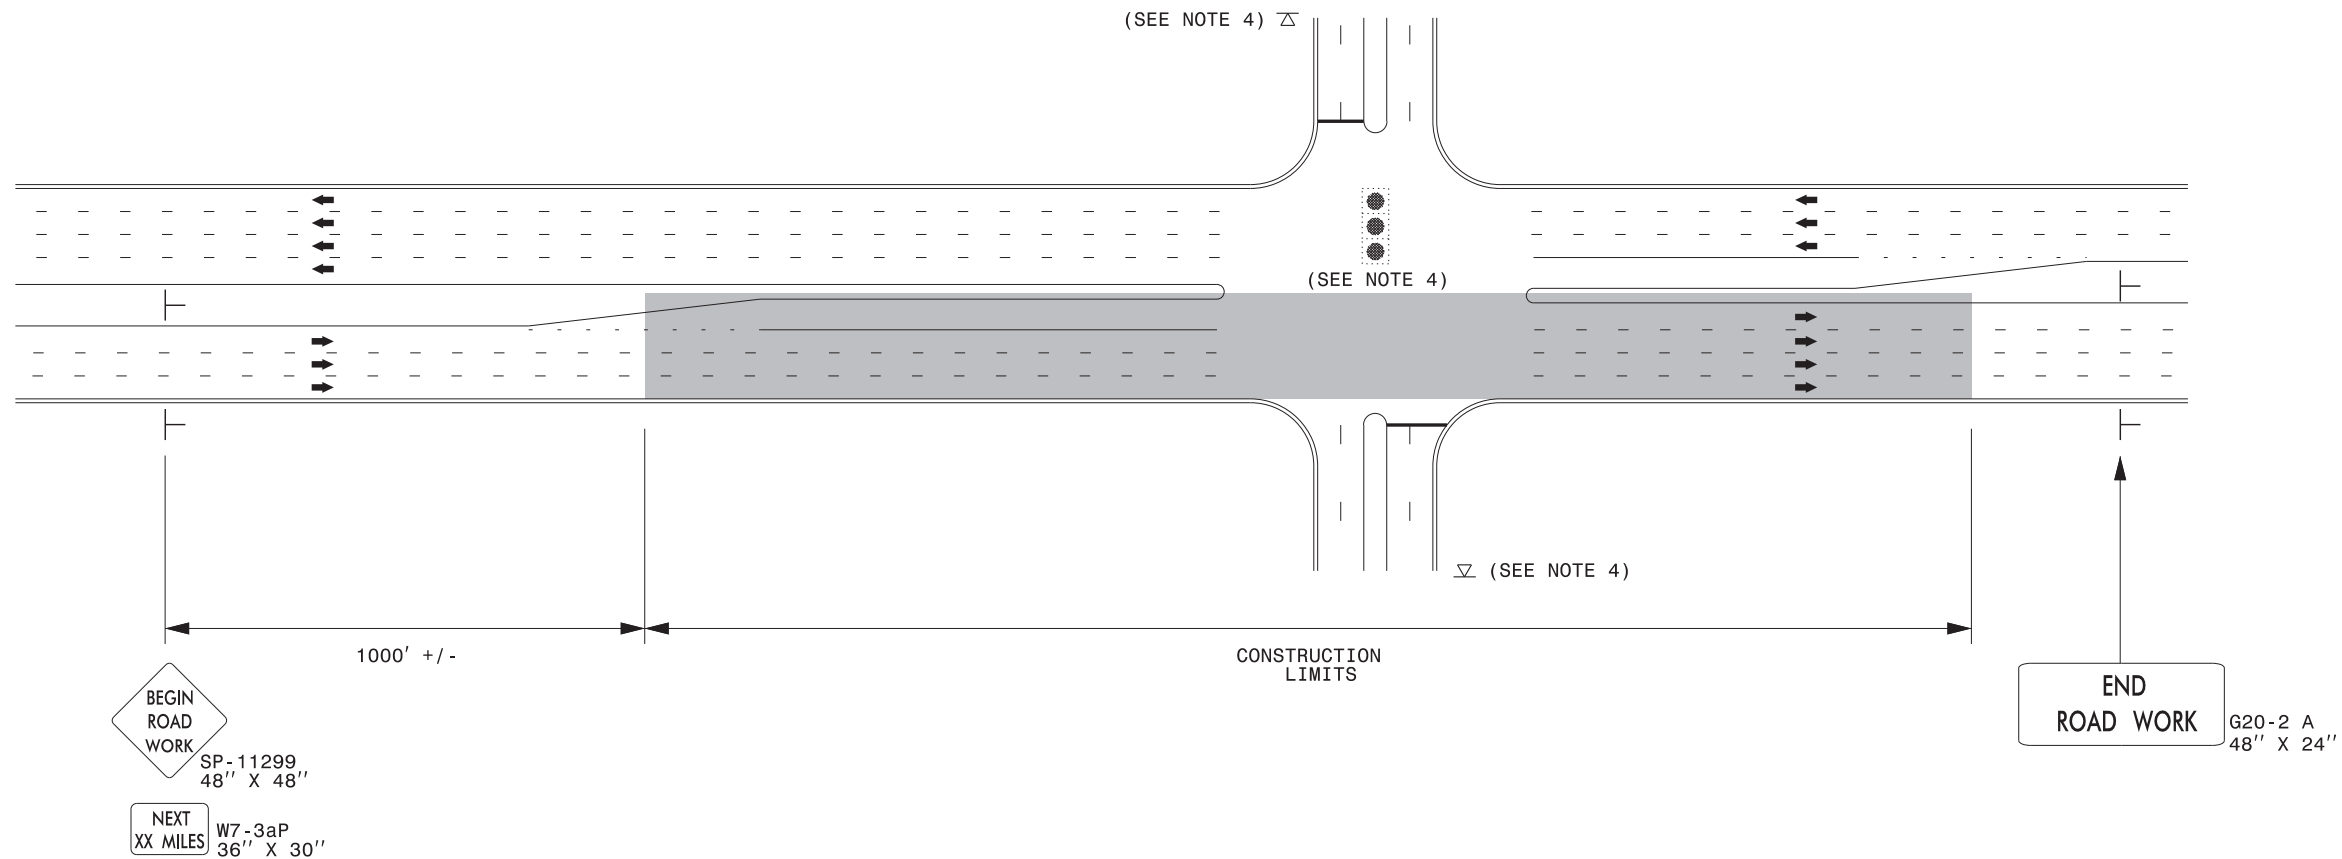 (SEE NOTE 4)
(SEE NOTE 4)
(SEE NOTE 4)
1000' +/-
CONSTRUCTION
LIMITS
BEGIN
ROAD
WORK
SP-11299
48'' X 48''
NEXT
XX MILES
W7-3aP
36'' X 30''
END
ROAD WORK
G20-2 A
48'' X 24''